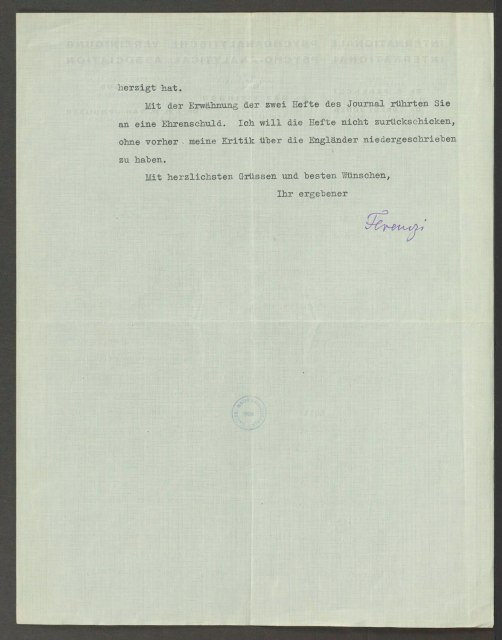 herzigt hat.
Mit der Erwähnung der zwei Hefte des Journal rührten Sie
an eine Ehrenschuld. Ich will die Hefte nicht zurückschicken,
ohne vorher meine Kritik über die Engländer niedergeschrieben
zu haben.
Mit herzlichsten Grüssen und besten Wünschen,
Ihr ergebener
Ferenczi